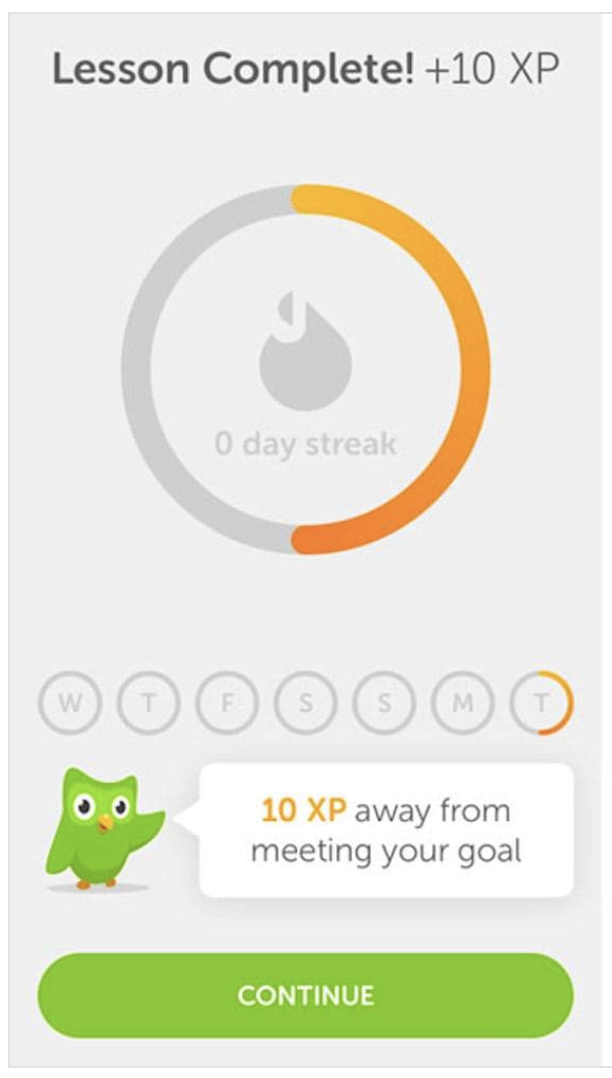 Lesson Complete! +10 XP
0 day streak
W T F S S M T
10 XP away from
meeting your goal
CONTINUE